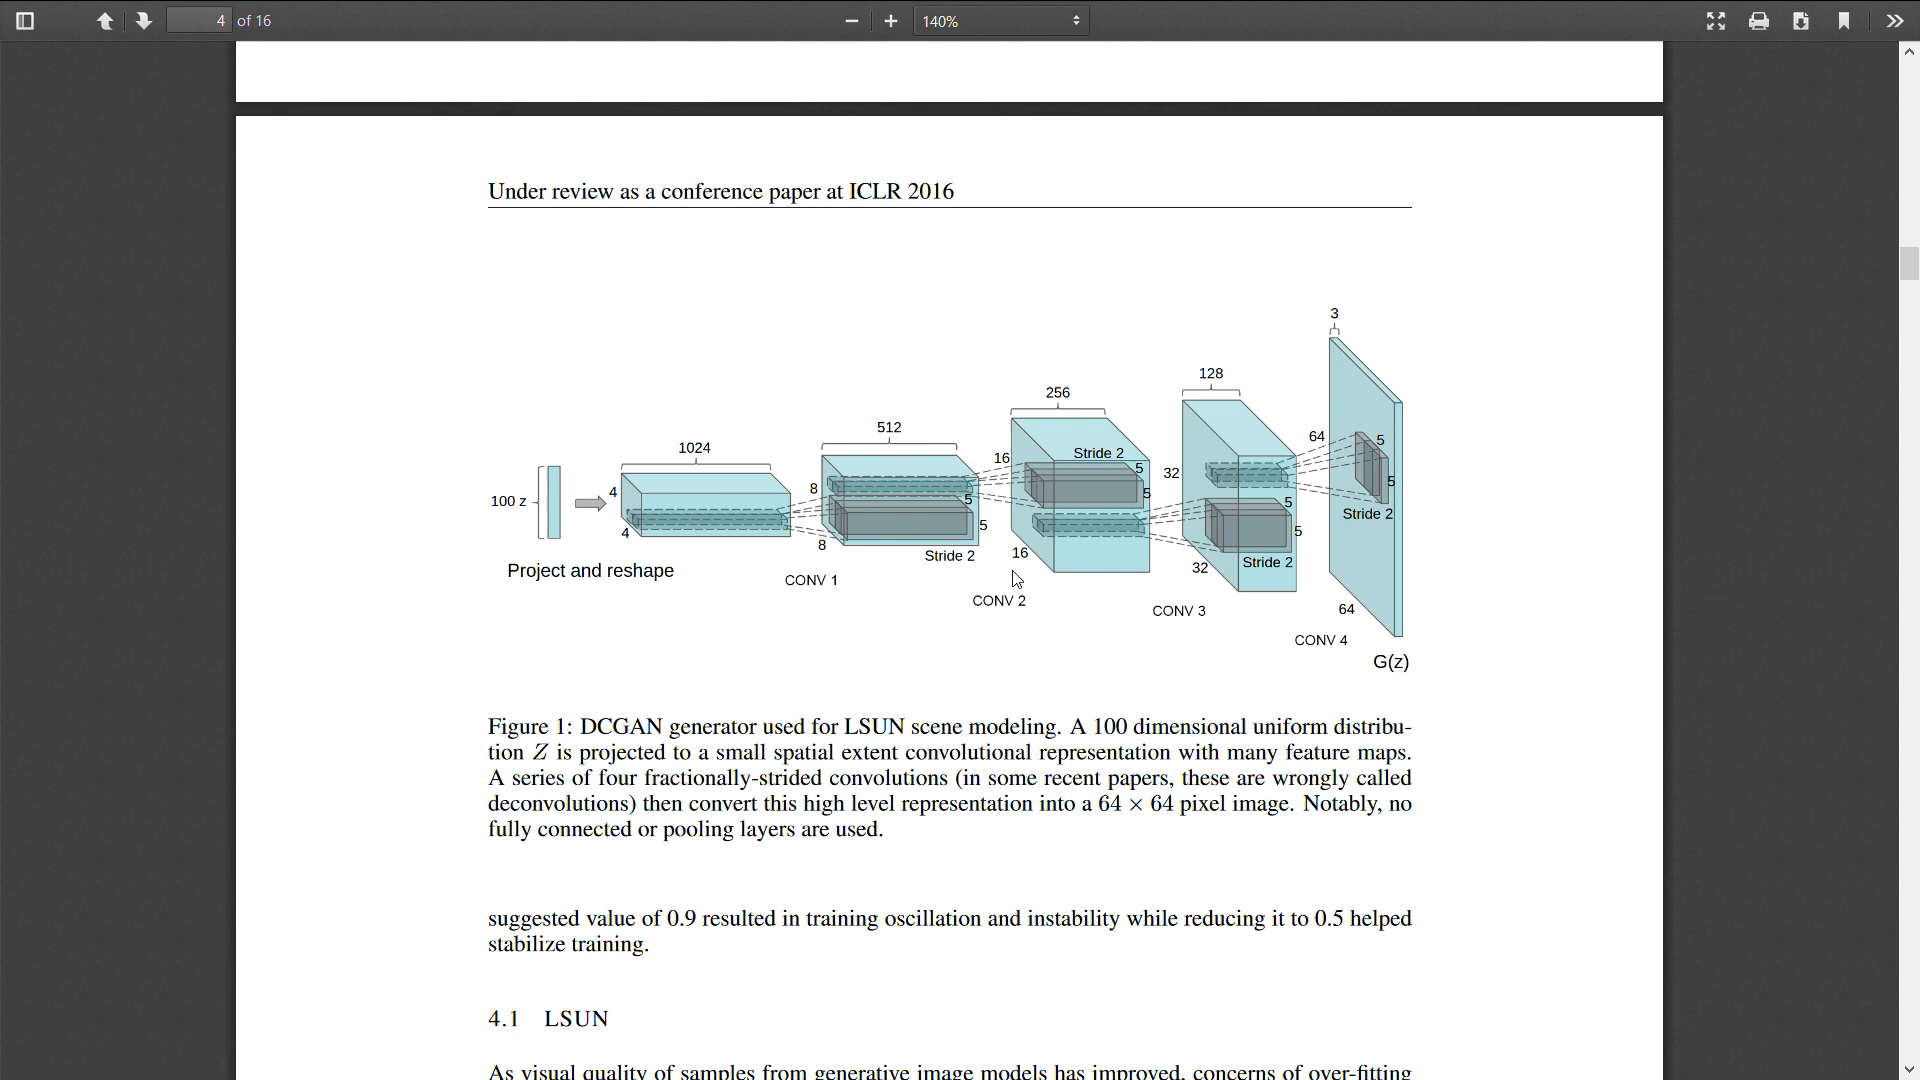 4 of 16
140%
Under review as a conference paper at ICLR 2016
3
128
256
512
1024
64
5
16
Stride 2
5
32
100 z
4
8
5
5
5
5
5
5
Stride 2
4
8
Stride 2
16
32
Stride 2
Project and reshape
CONV 1
CONV 2
CONV 3
64
CONV 4
G(z)
Figure 1: DCGAN generator used for LSUN scene modeling. A 100 dimensional uniform distribu-
tion Z is projected to a small spatial extent convolutional representation with many feature maps.
A series of four fractionally-strided convolutions (in some recent papers, these are wrongly called
deconvolutions) then convert this high level representation into a 64 × 64 pixel image. Notably, no
fully connected or pooling layers are used.
suggested value of 0.9 resulted in training oscillation and instability while reducing it to 0.5 helped
stabilize training.
4.1 LSUN
As visual quality of samples from generative image models has improved, concerns of over-fitting